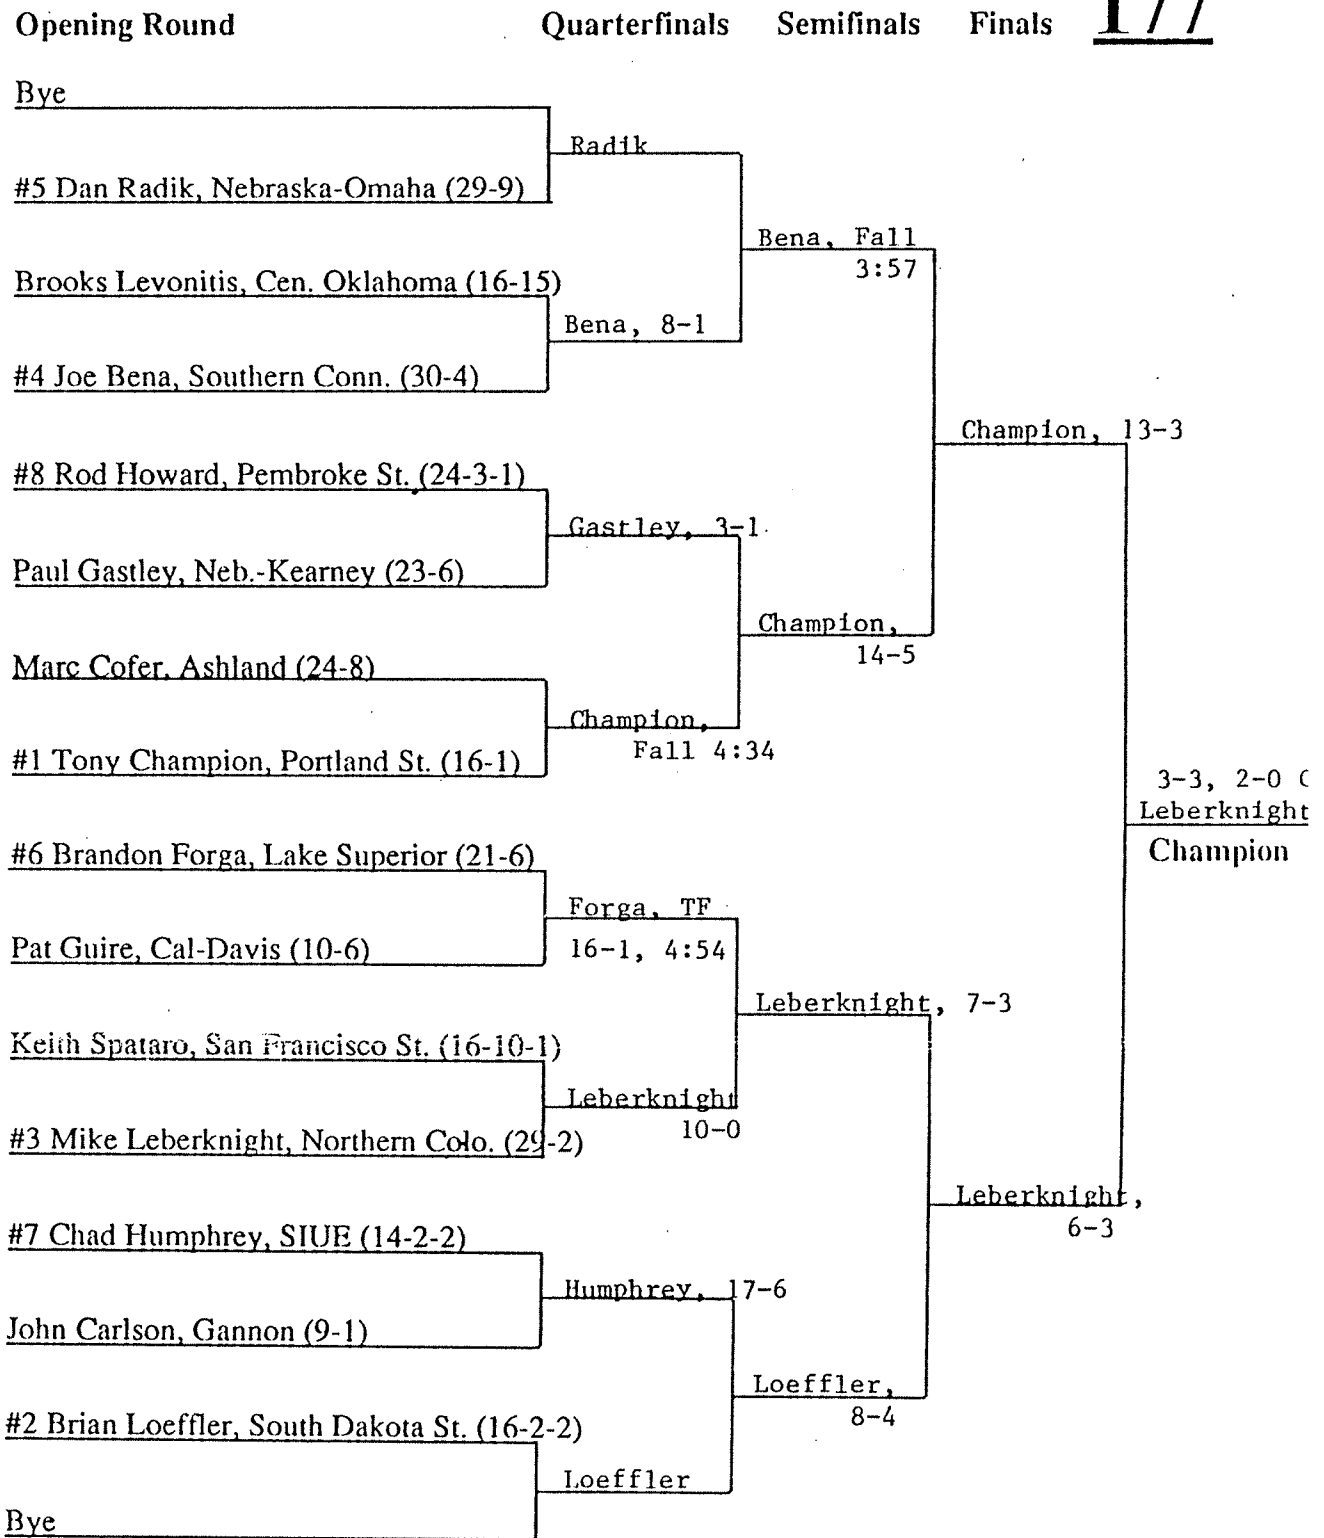 Opening Round Quarterfinals Semifinals Finals 177
Bye
Radik
#5 Dan Radik, Nebraska-Omaha (29-9)
Bena, Fall
3:57
Brooks Levonitis, Cen. Oklahoma (16-15)
Bena, 8-1
#4 Joe Bena, Southern Conn. (30-4)
Champion, 13-3
#8 Rod Howard, Pembroke St. (24-3-1)
Gastley, 3-1
Paul Gastley, Neb.-Kearney (23-6)
Champion,
14-5
Marc Cofer, Ashland (24-8)
Champion,
Fall 4:34
#1 Tony Champion, Portland St. (16-1)
3-3, 2-0
Leberknight
Champion
#6 Brandon Forga, Lake Superior (21-6)
Forga, TF
16-1, 4:54
Pat Guire, Cal-Davis (10-6)
Leberknight, 7-3
Keith Spataro, San Francisco St. (16-10-1)
Leberknight
10-0
#3 Mike Leberknight, Northern Colo. (29-2)
Leberknight,
6-3
#7 Chad Humphrey, SIUE (14-2-2)
Humphrey, 17-6
John Carlson, Gannon (9-1)
Loeffler,
8-4
#2 Brian Loeffler, South Dakota St. (16-2-2)
Loeffler
Bye